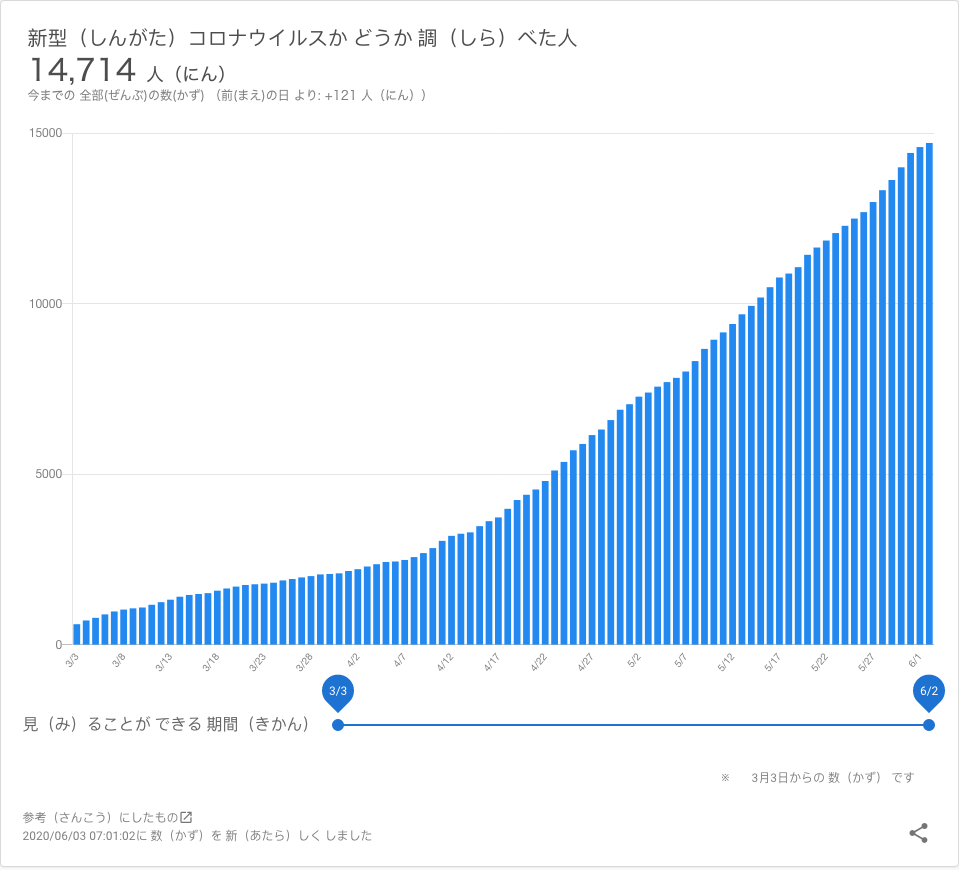 新型（しんがた）コロナウイルスか どうか 調（しら）べた人
14,714 人（にん）
今までの 全部(ぜんぶ)の数(かず) （前(まえ)の日 より: +121 人（にん））
15000
10000
5000
0
3/3 3/8 3/13 3/18 3/23 3/28 4/2 4/7 4/12 4/17 4/22 4/27 5/2 5/7 5/12 5/17 5/22 5/27 6/1
3/3 6/2
見（み）ることが できる 期間（きかん）
※ 3月3日からの 数（かず） です
参考（さんこう）にしたもの
2020/06/03 07:01:02に 数（かず）を 新（あたら）しく しました